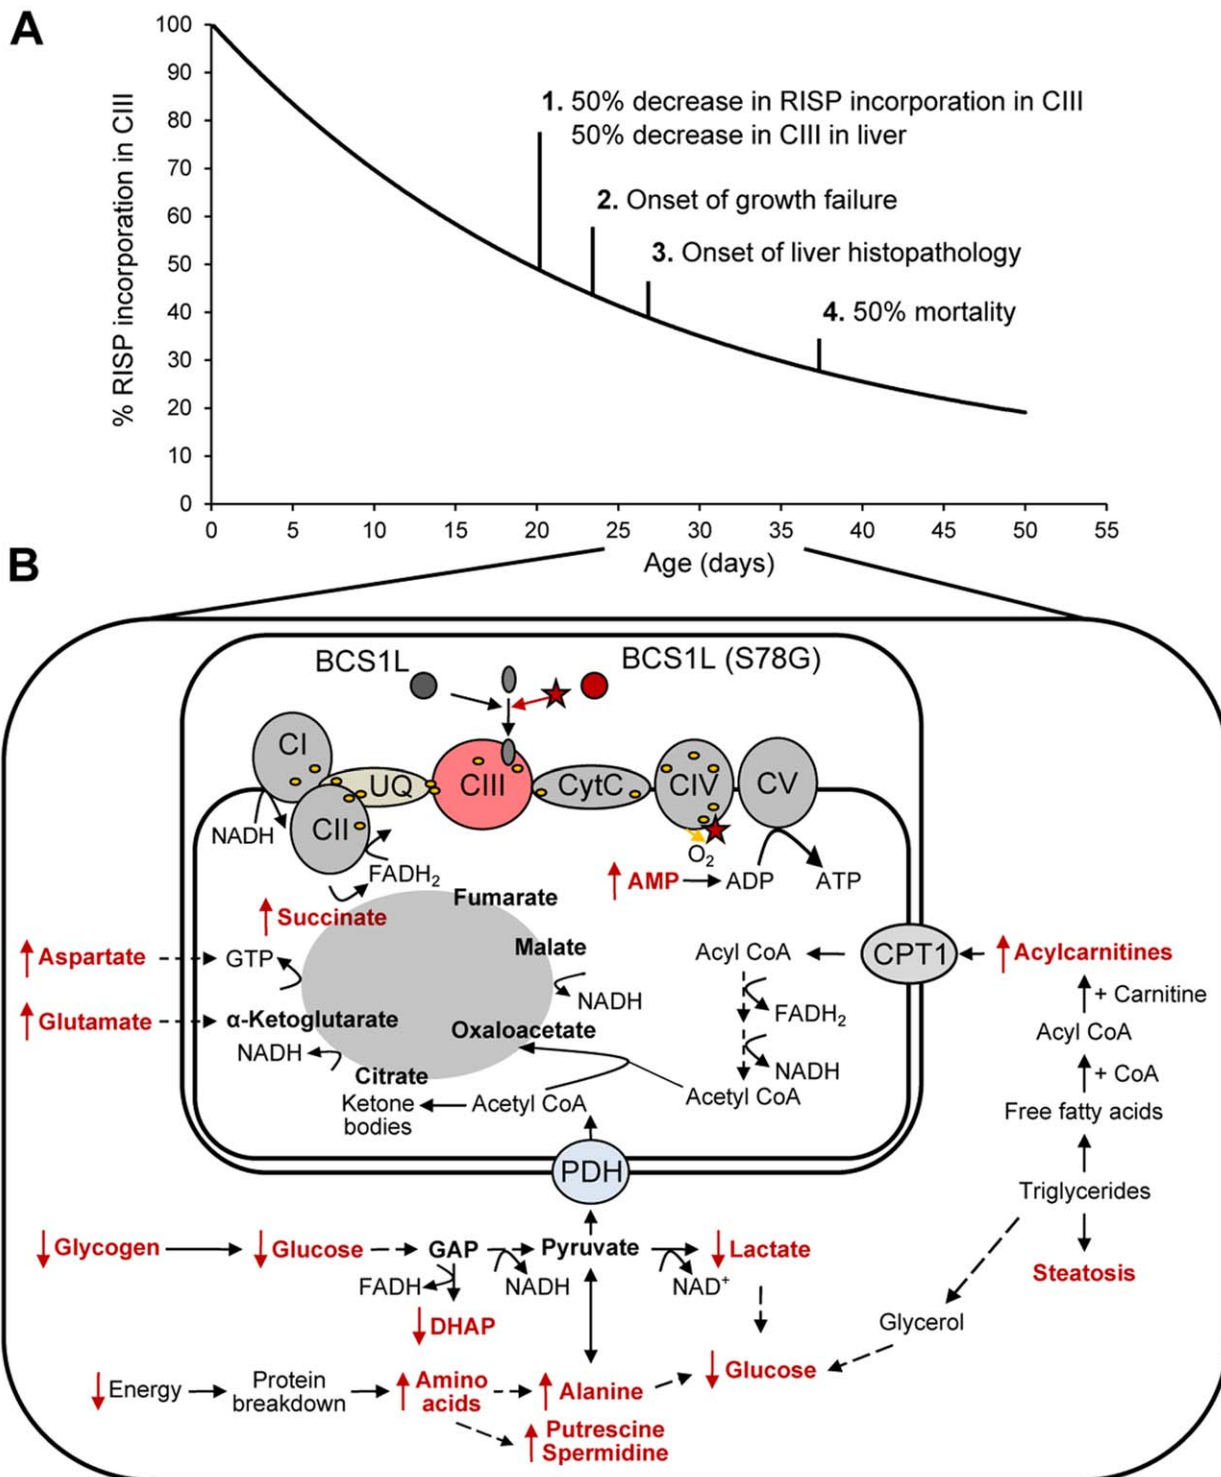 A
% RISP incorporation in CIII
100
90
80
70
60
50
40
30
20
10
0
0 5 10 15 20 25 30 35 40 45 50 55
Age (days)
1. 50% decrease in RISP incorporation in CIII
50% decrease in CIII in liver
2. Onset of growth failure
3. Onset of liver histopathology
4. 50% mortality
B
BCS1L
BCS1L (S78G)
CI
UQ
CIII
CytC
CIV
CV
CII
NADH
FADH2
O2
AMP
ADP
ATP
Succinate
Fumarate
Malate
NADH
Oxaloacetate
Aspartate
GTP
Glutamate
α-Ketoglutarate
NADH
Citrate
Ketone
bodies
Acetyl CoA
Acetyl CoA
Acyl CoA
CPT1
Acylcarnitines
FADH2
NADH
+ Carnitine
Acyl CoA
+ CoA
Free fatty acids
Triglycerides
Steatosis
Glycerol
PDH
Glycogen
Glucose
GAP
Pyruvate
Lactate
FADH
NADH
NAD+
DHAP
Energy
Protein
breakdown
Amino
acids
Alanine
Glucose
Putrescine
Spermidine